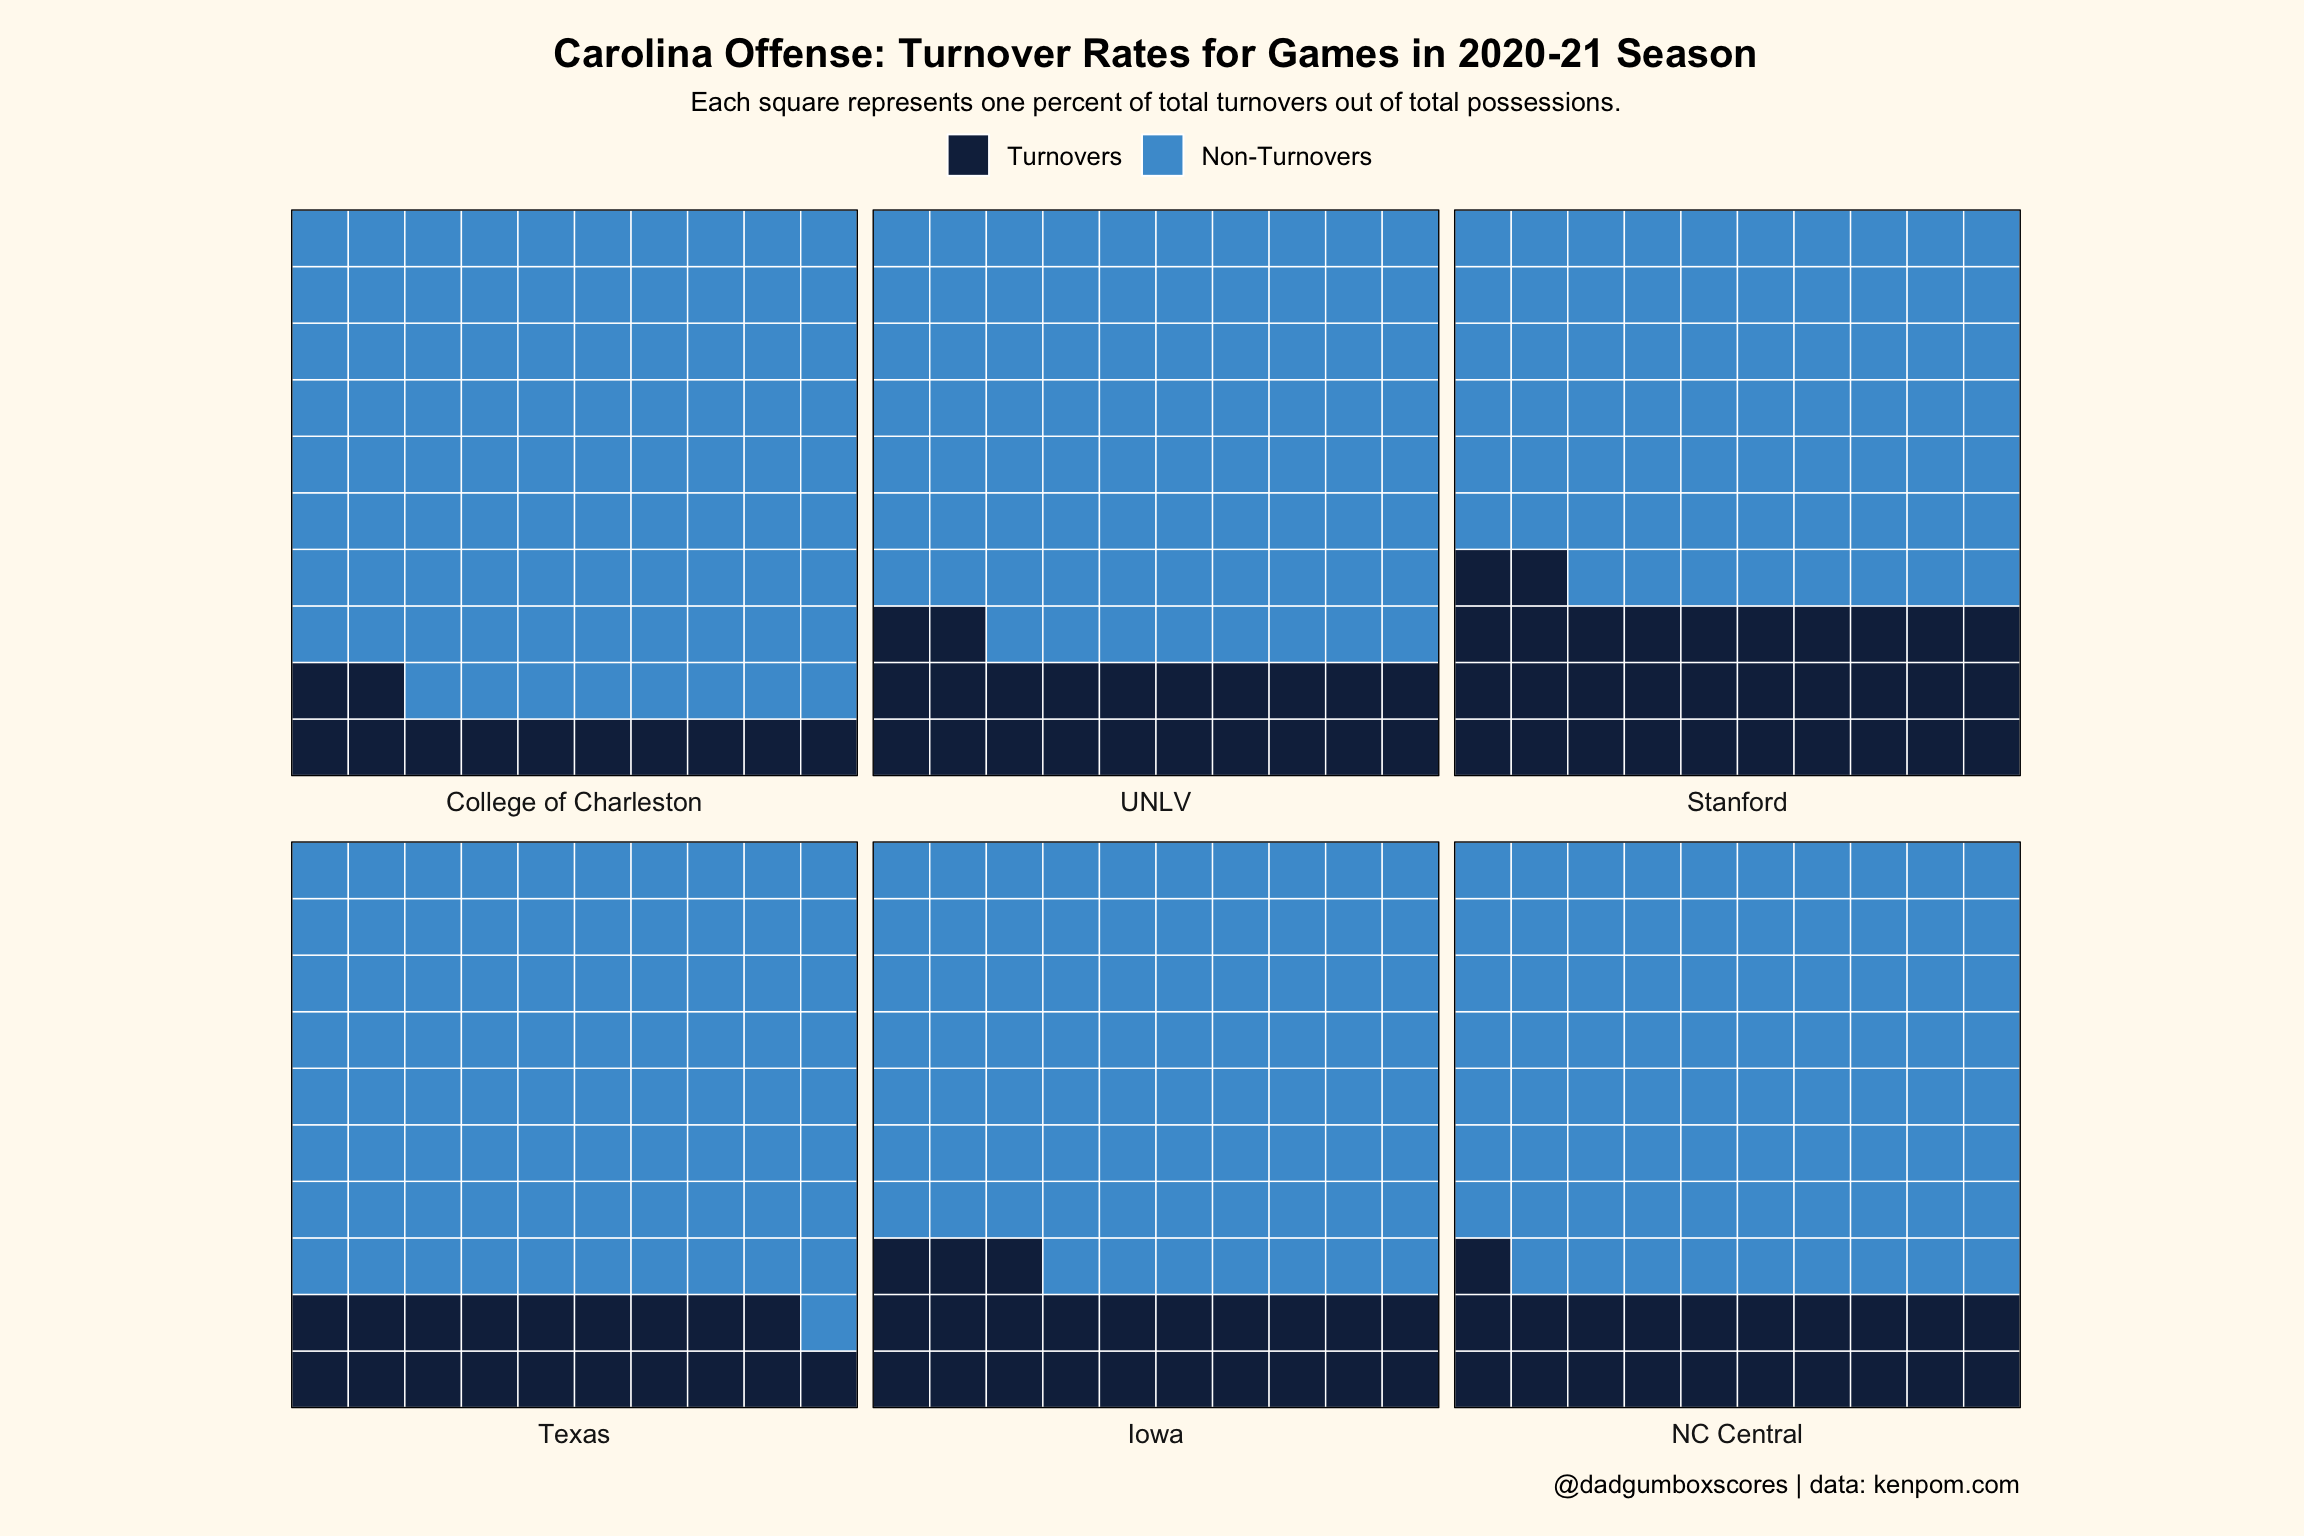 Carolina Offense: Turnover Rates for Games in 2020-21 Season
Each square represents one percent of total turnovers out of total possessions.
Turnovers
Non-Turnovers
College of Charleston
UNLV
Stanford
Texas
Iowa
NC Central
@dadgumboxscores | data: kenpom.com